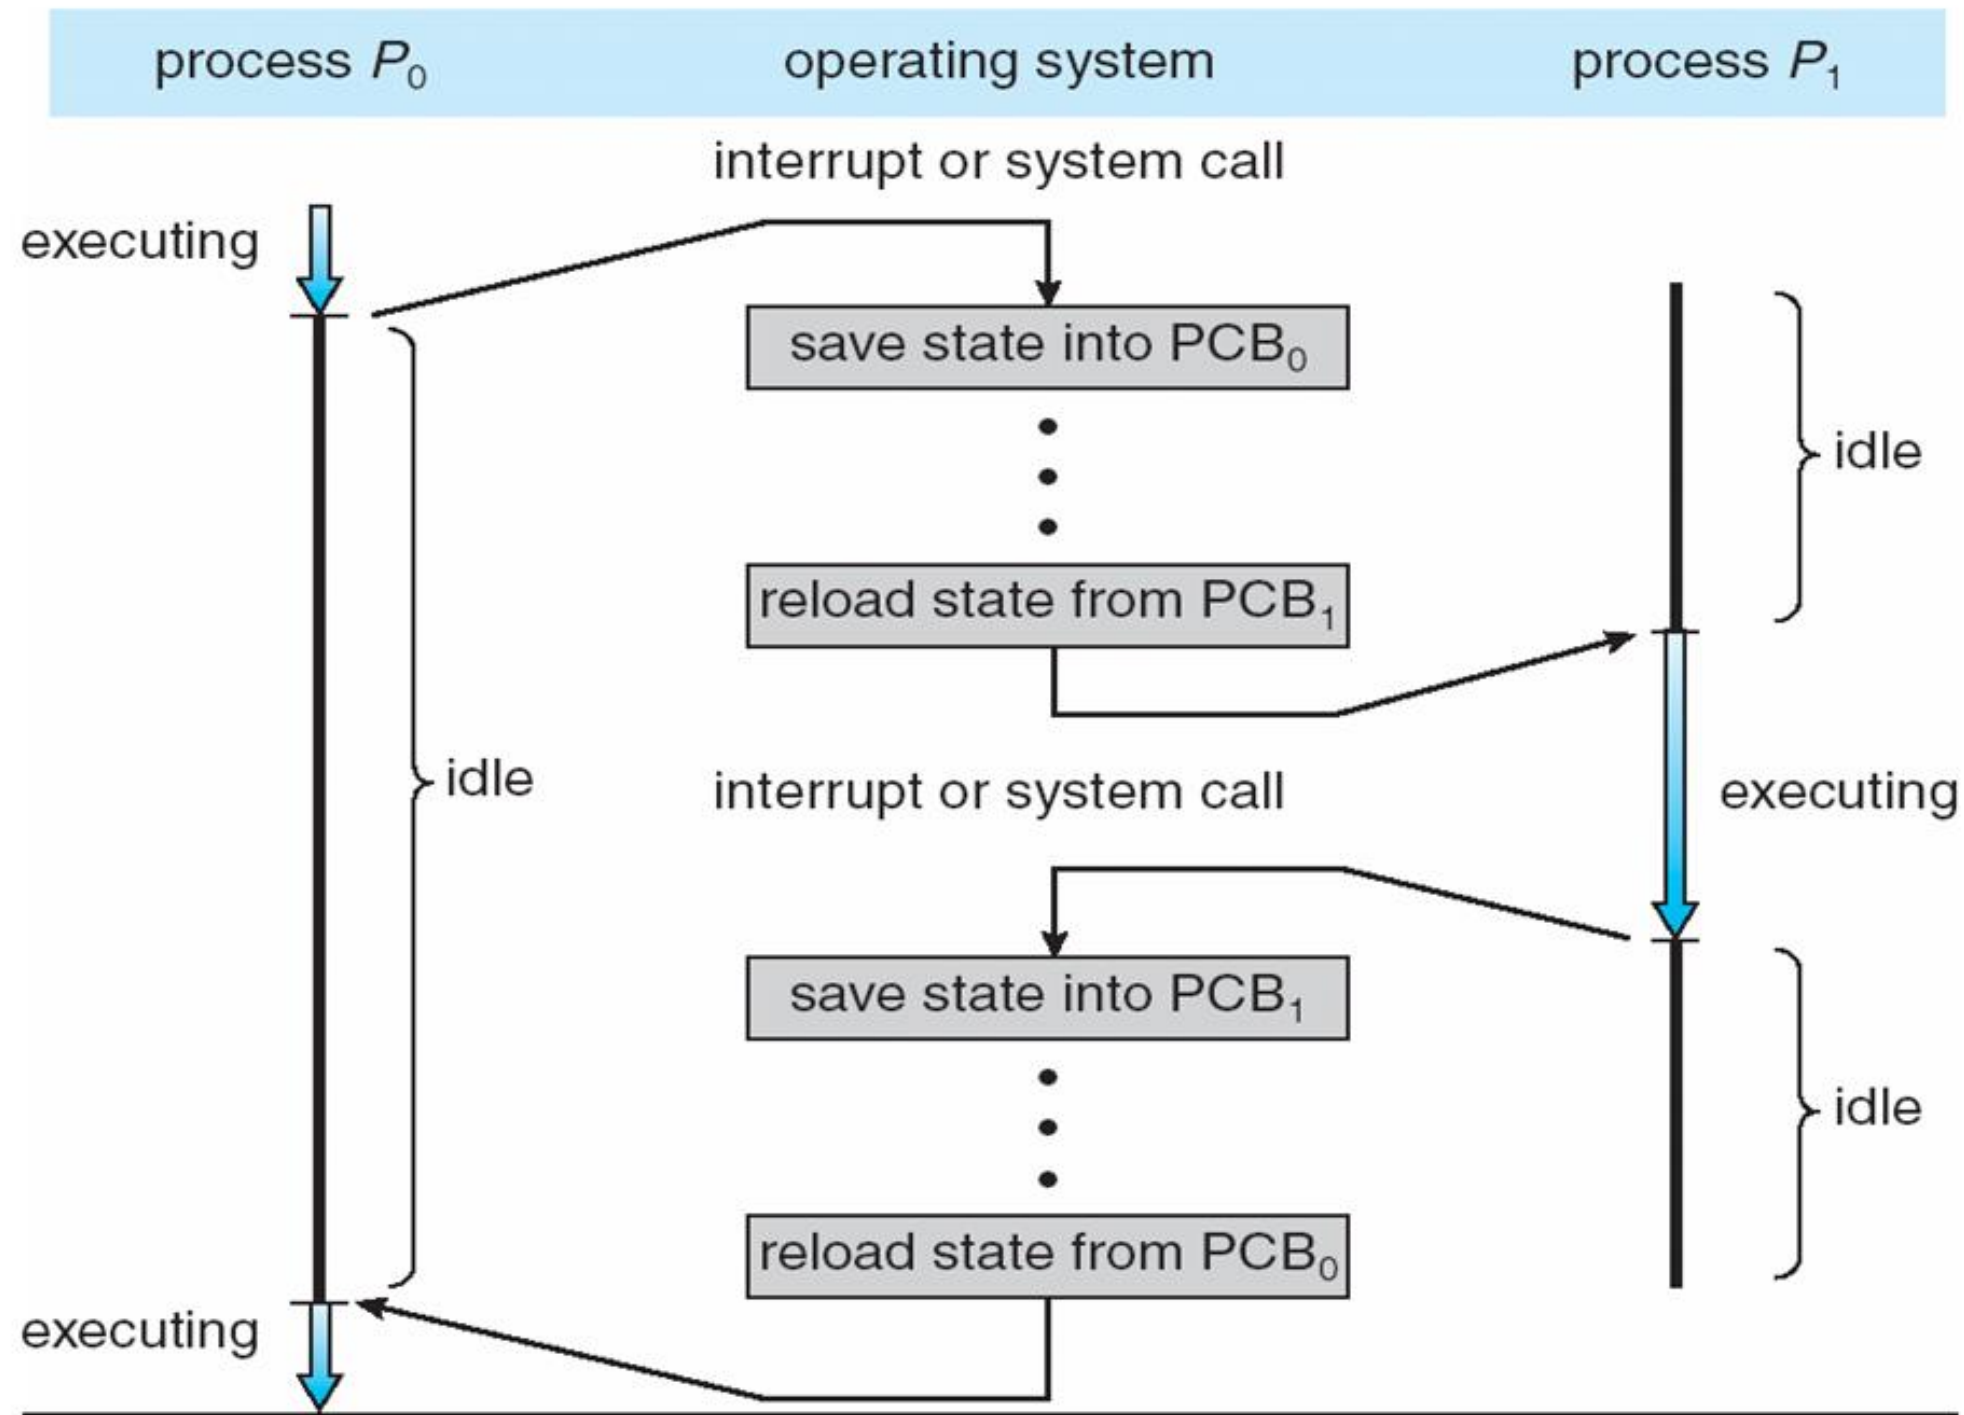 process P₀ operating system process P₁
interrupt or system call
executing
save state into PCB₀
idle
reload state from PCB₁
idle
interrupt or system call
executing
save state into PCB₁
idle
reload state from PCB₀
executing